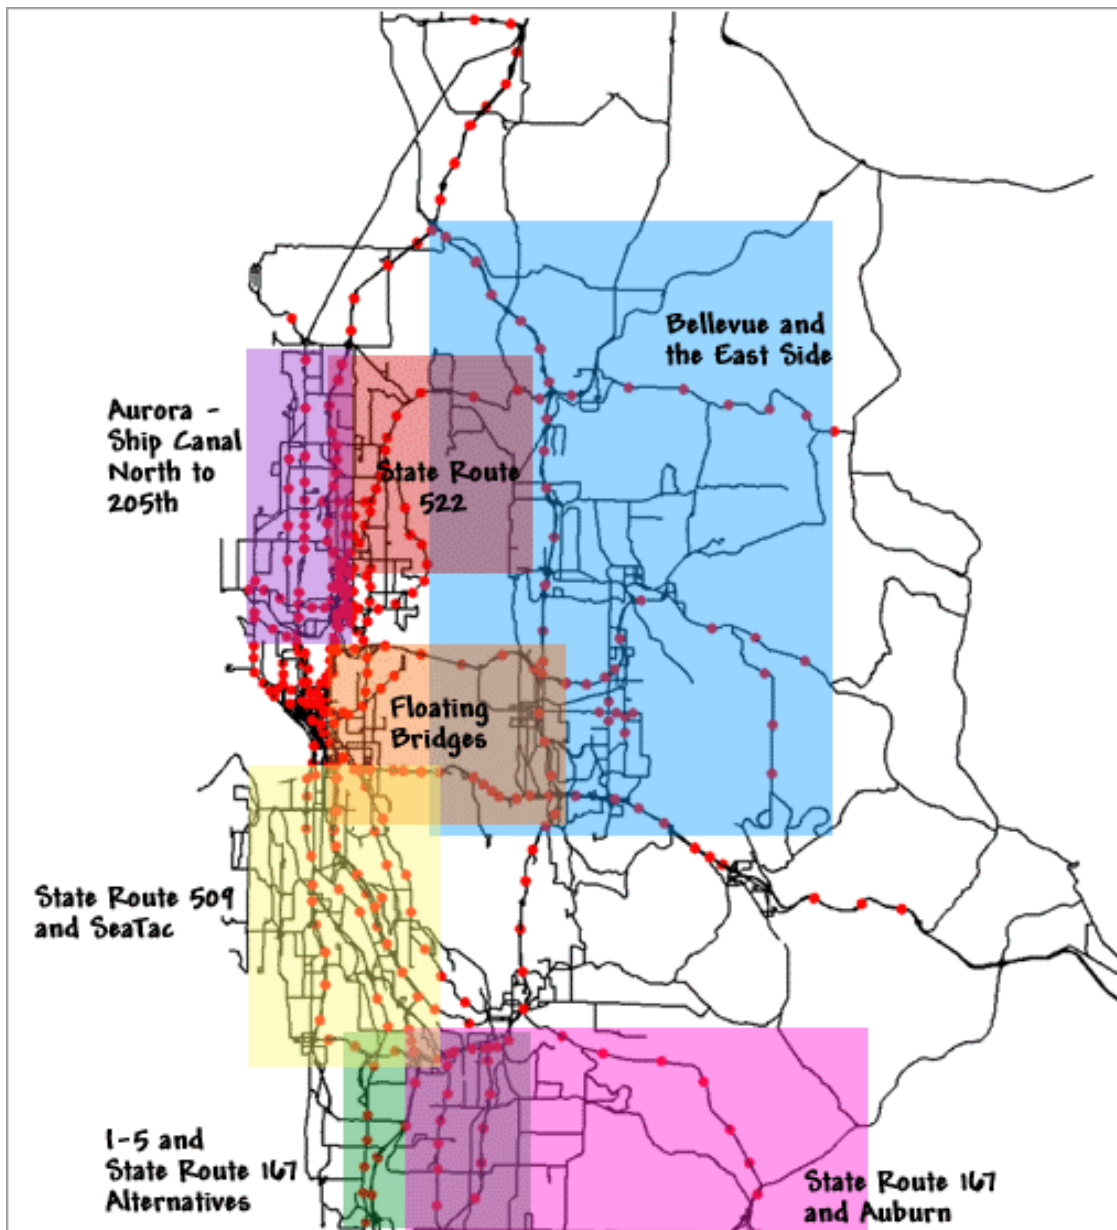 Bellevue and
the East Side
Aurora -
Ship Canal
North to
205th
State Route
522
Floating
Bridges
State Route 509
and SeaTac
I-5 and
State Route 167
Alternatives
State Route 167
and Auburn